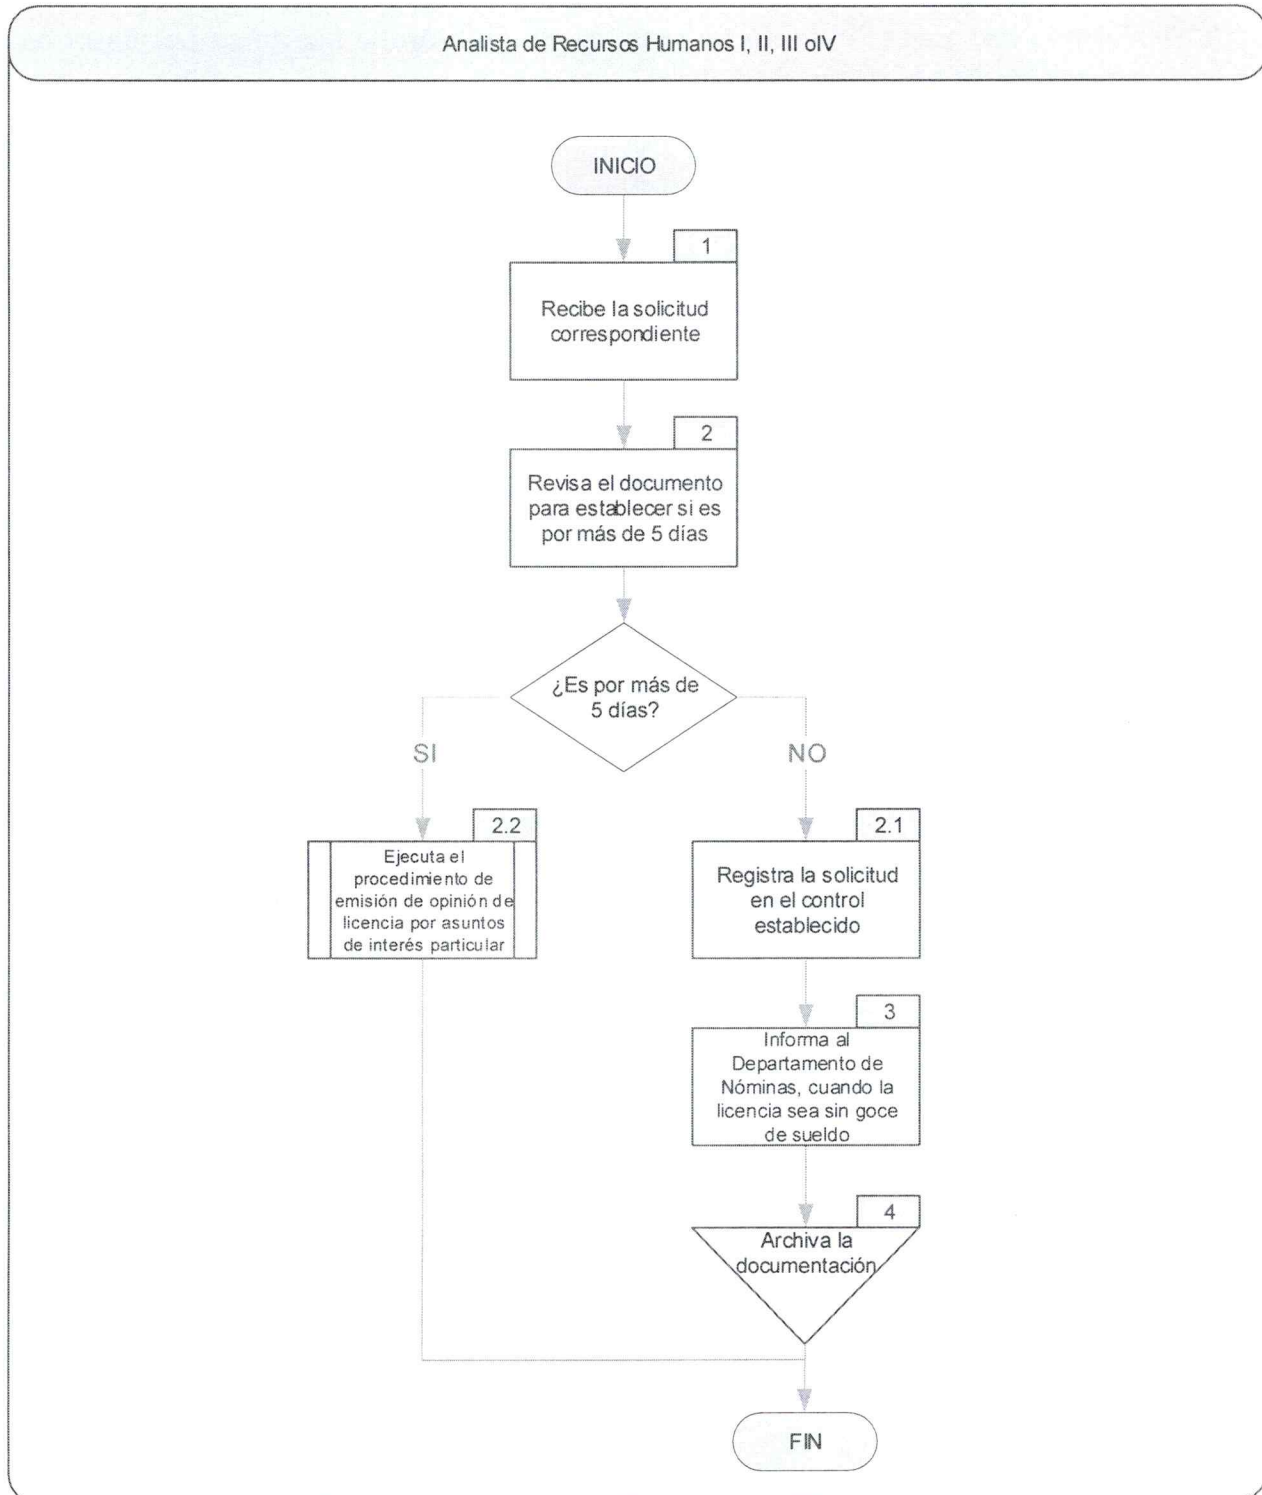 Analista de Recursos Humanos I, II, III oIV
INICIO
1
Recibe la solicitud
correspondiente
2
Revisa el documento
para establecer si es
por más de 5 días
¿Es por más de
5 días?
SI
NO
2.2
Ejecuta el
procedimiento de
emisión de opinión de
licencia por asuntos
de interés particular
2.1
Registra la solicitud
en el control
establecido
3
Informa al
Departamento de
Nóminas, cuando la
licencia sea sin goce
de sueldo
4
Archiva la
documentación
FIN